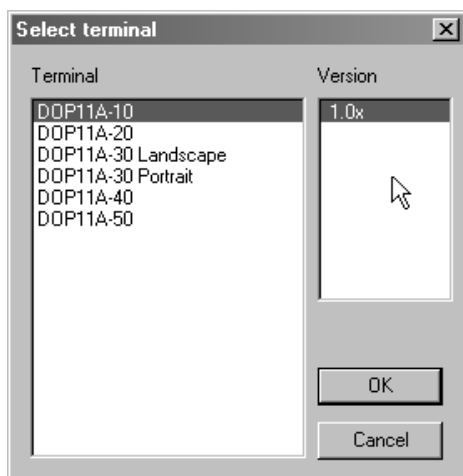 Select terminal
Terminal
Version
DOP11A-10
DOP11A-20
DOP11A-30 Landscape
DOP11A-30 Portrait
DOP11A-40
DOP11A-50
1.0x
OK
Cancel